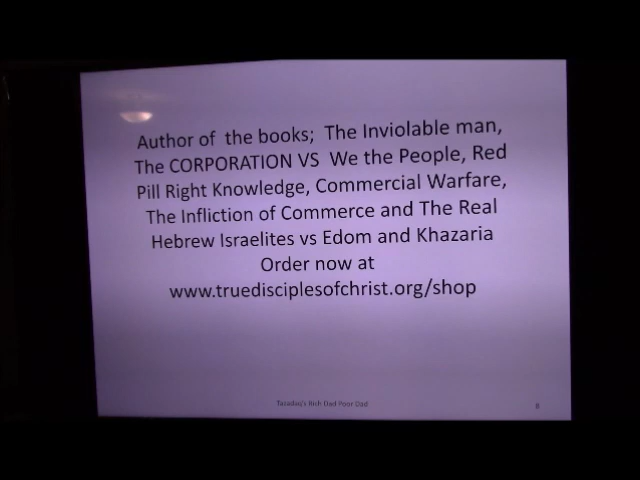 Author of the books; The Inviolable man,
The CORPORATION VS We the People, Red
Pill Right Knowledge, Commercial Warfare,
The Infliction of Commerce and The Real
Hebrew Israelites vs Edom and Khazaria
Order now at
www.truedisciplesofchrist.org/shop
Tasadaq's Rich Dad Poor Dad
8